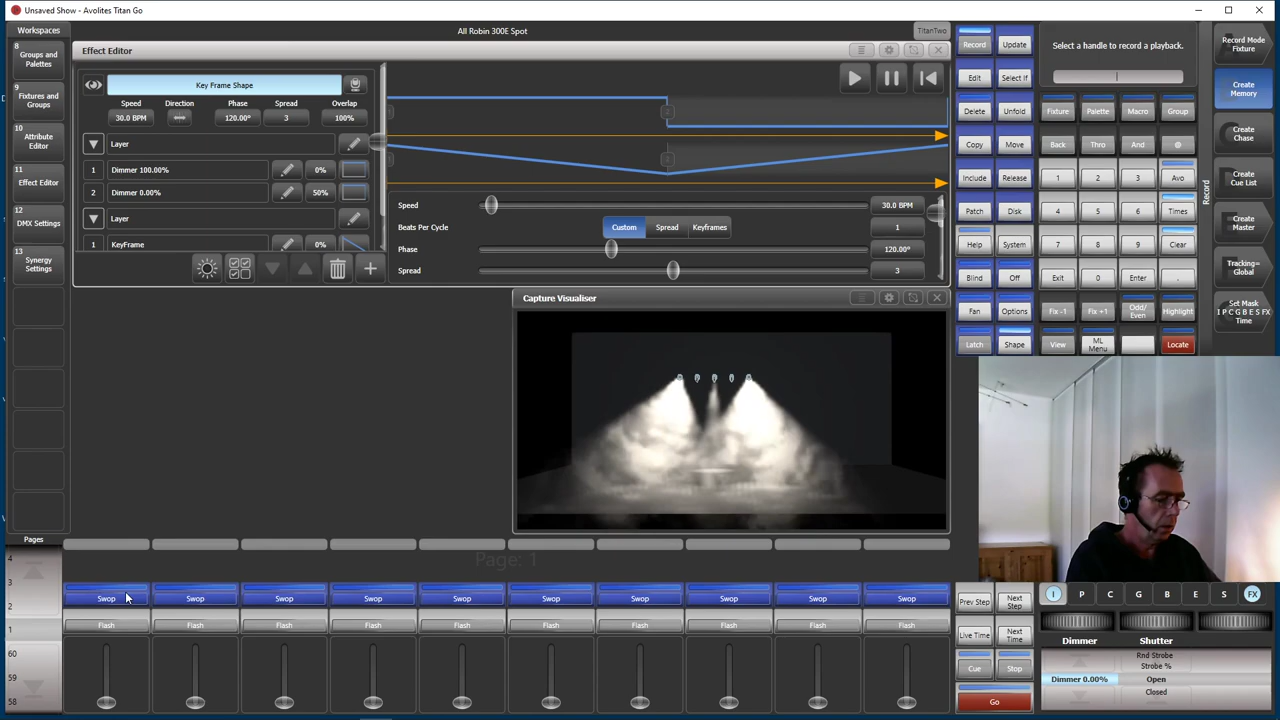 Unsaved Show — Avolites Titan Go
Workspaces
8
Groups and
Palettes
9
Fixtures and
Groups
10
Attribute
Editor
11
Effect Editor
12
DMX Settings
13
Synergy
Settings
All Robin 300E Spot
TitanTwo
Effect Editor
Key Frame Shape
Speed Direction Phase Spread Overlap
30.0 BPM 120.00° 3 100%
Layer
1 Dimmer 100.00% 0%
2 Dimmer 0.00% 50%
Layer
1 KeyFrame 0%
Speed 30.0 BPM
Beats Per Cycle Custom Spread Keyframes 1
Phase 120.00°
Spread 3
Capture Visualiser
Select a handle to record a playback.
Record Update
Edit Select If
Delete Unfold Fixture Palette Macro Group
Copy Move Back Thro And @
Include Release 1 2 3 Avo
Patch Disk 4 5 6 Times
Help System 7 8 9 Clear
Blind Off Exit 0 Enter .
Fan Options Fix -1 Fix +1 Odd/
Even Highlight
Latch Shape View ML
Menu Locate
Record
Record Mode
Fixture
Create
Memory
Create
Chase
Create
Cue List
Create
Master
Tracking=
Global
Set Mask
I P C G B E S FX
Time
Pages
4
3
2
1
60
59
58
Page: 1
Swop Swop Swop Swop Swop Swop Swop Swop Swop Swop
Flash Flash Flash Flash Flash Flash Flash Flash Flash Flash
Prev Step Next
Step
Live Time Next
Time
Cue Stop
Go
I P C G B E S FX
Dimmer Shutter
Rnd Strobe
Strobe %
Dimmer 0.00% Open
Closed